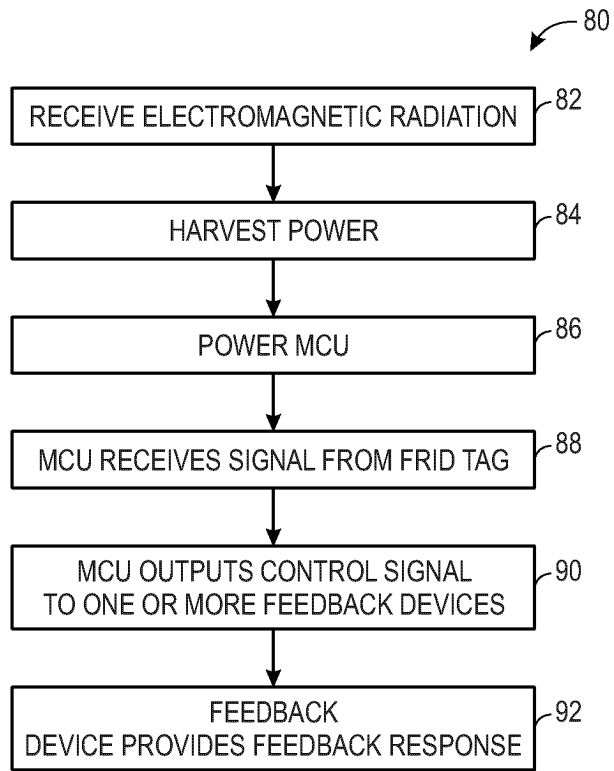 80
RECEIVE ELECTROMAGNETIC RADIATION
82
HARVEST POWER
84
POWER MCU
86
MCU RECEIVES SIGNAL FROM FRID TAG
88
MCU OUTPUTS CONTROL SIGNAL
TO ONE OR MORE FEEDBACK DEVICES
90
FEEDBACK
DEVICE PROVIDES FEEDBACK RESPONSE
92